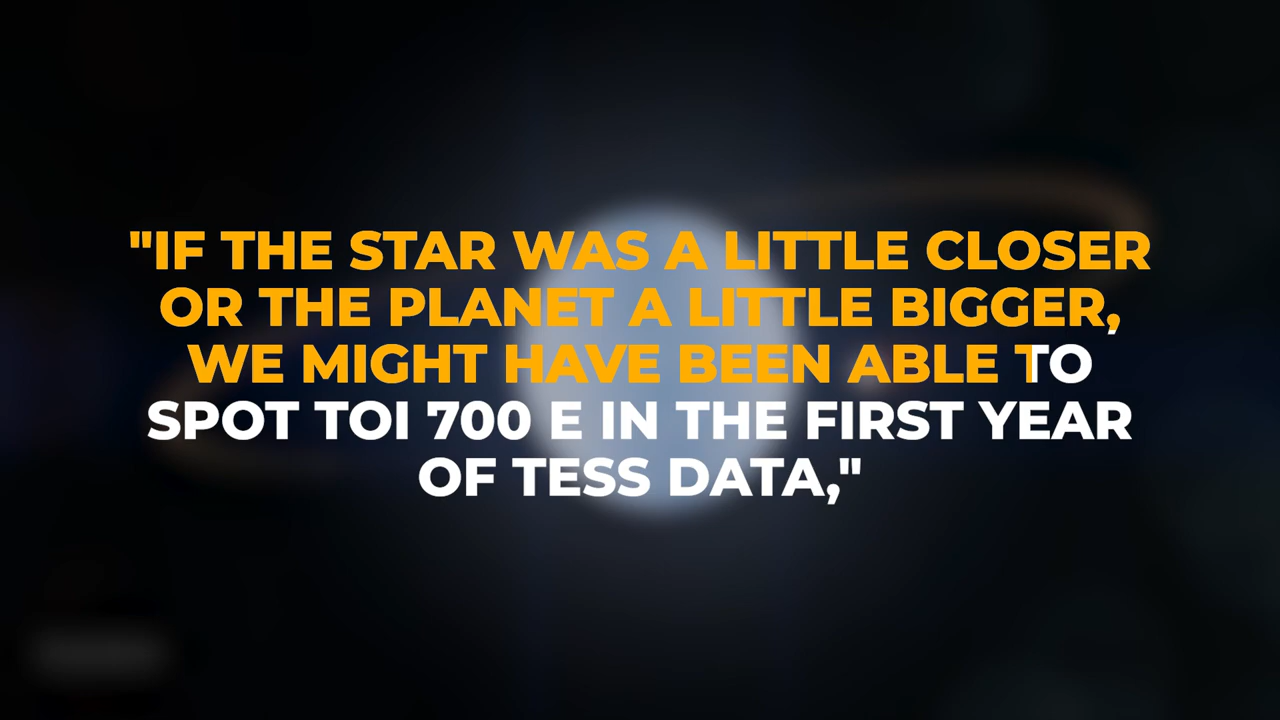 "IF THE STAR WAS A LITTLE CLOSER
OR THE PLANET A LITTLE BIGGER,
WE MIGHT HAVE BEEN ABLE TO
SPOT TOI 700 E IN THE FIRST YEAR
OF TESS DATA,"